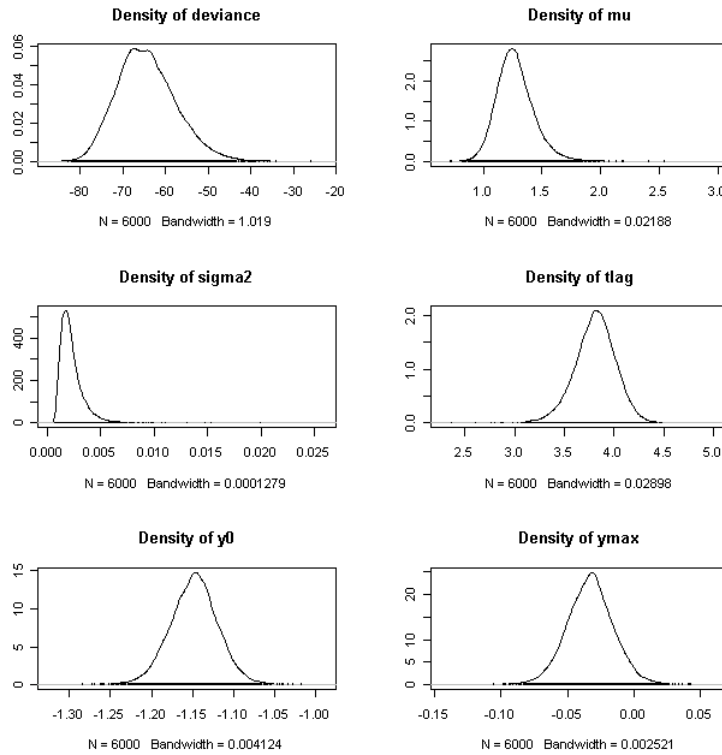 Density of deviance
0.00 0.02 0.04 0.06
-80 -70 -60 -50 -40 -30 -20
N = 6000 Bandwidth = 1.019
Density of mu
0.0 1.0 2.0
1.0 1.5 2.0 2.5 3.0
N = 6000 Bandwidth = 0.02188
Density of sigma2
0 200 400
0.000 0.005 0.010 0.015 0.020 0.025
N = 6000 Bandwidth = 0.0001279
Density of tlag
0.0 1.0 2.0
2.5 3.0 3.5 4.0 4.5 5.0
N = 6000 Bandwidth = 0.02898
Density of y0
0 5 10 15
-1.30 -1.25 -1.20 -1.15 -1.10 -1.05 -1.00
N = 6000 Bandwidth = 0.004124
Density of ymax
0 5 10 20
-0.15 -0.10 -0.05 0.00 0.05
N = 6000 Bandwidth = 0.002521